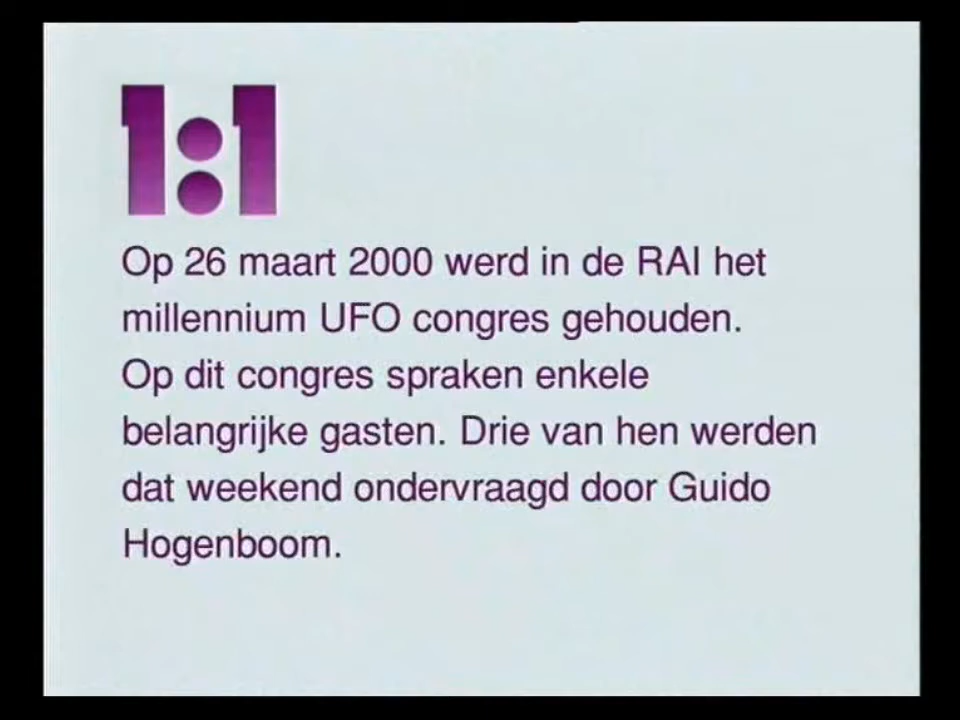 1:1
Op 26 maart 2000 werd in de RAI het
millennium UFO congres gehouden.
Op dit congres spraken enkele
belangrijke gasten. Drie van hen werden
dat weekend ondervraagd door Guido
Hogenboom.